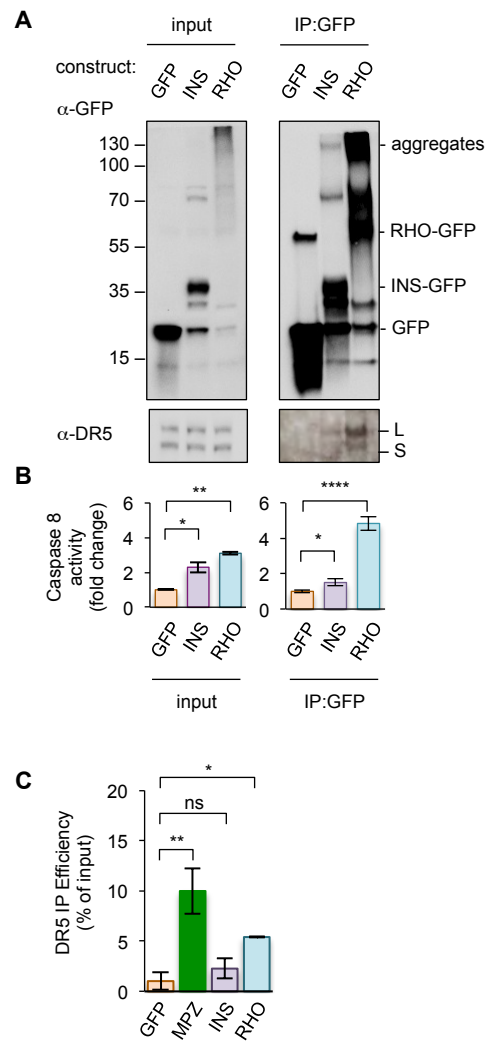 A
input
IP:GFP
construct:
GFP
INS
RHO
GFP
INS
RHO
α-GFP
130
100
70
55
35
15
aggregates
RHO-GFP
INS-GFP
GFP
α-DR5
L
S
B
Caspase 8
activity
(fold change)
6
4
2
0
*
**
GFP
INS
RHO
input
6
4
2
0
*
****
GFP
INS
RHO
IP:GFP
C
DR5 IP Efficiency
(% of input)
20
15
10
5
0
*
ns
**
GFP
MPZ
INS
RHO